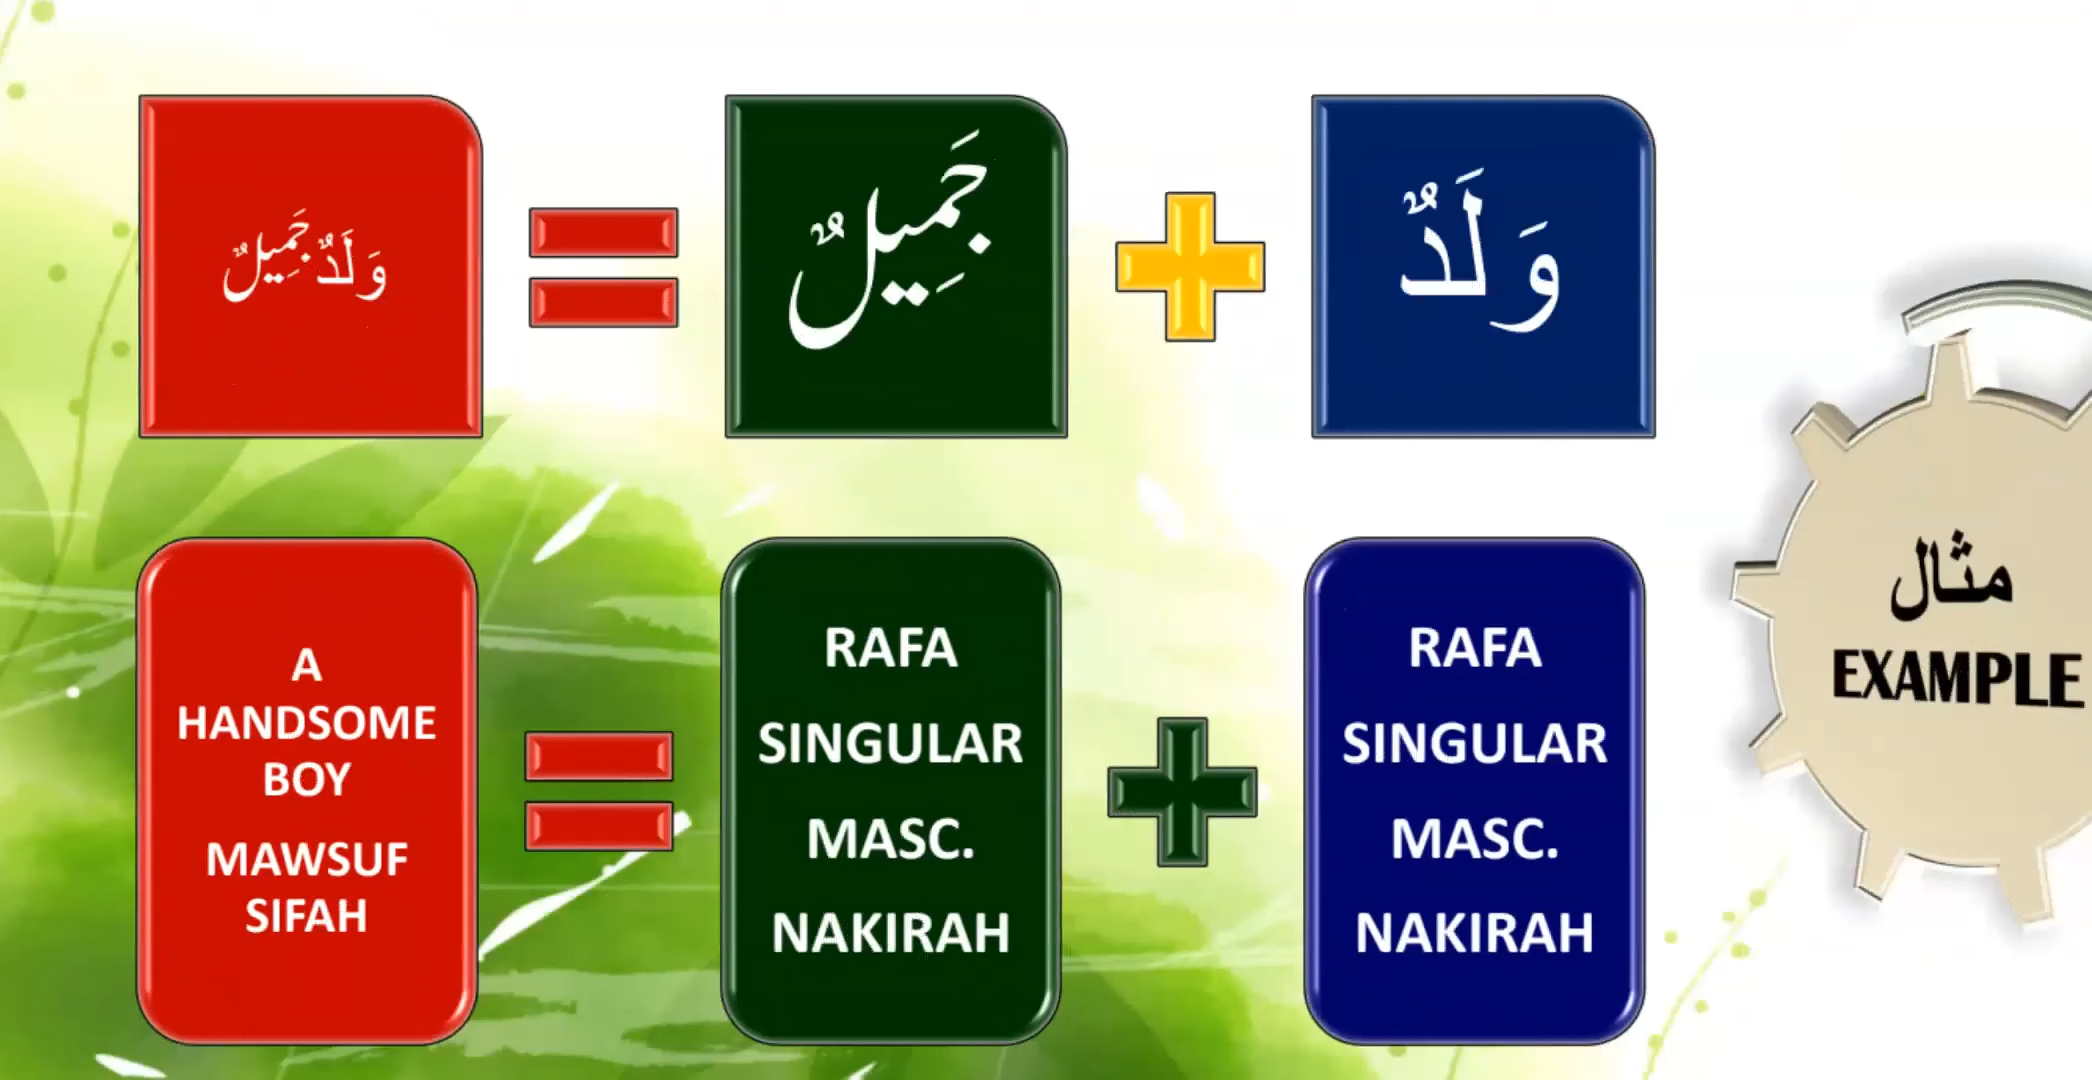 وَلَدٌ
جَمِيلٌ
وَلَدٌ جَمِيلٌ
مثال
EXAMPLE
RAFA
SINGULAR
MASC.
NAKIRAH
RAFA
SINGULAR
MASC.
NAKIRAH
A
HANDSOME
BOY
MAWSUF
SIFAH